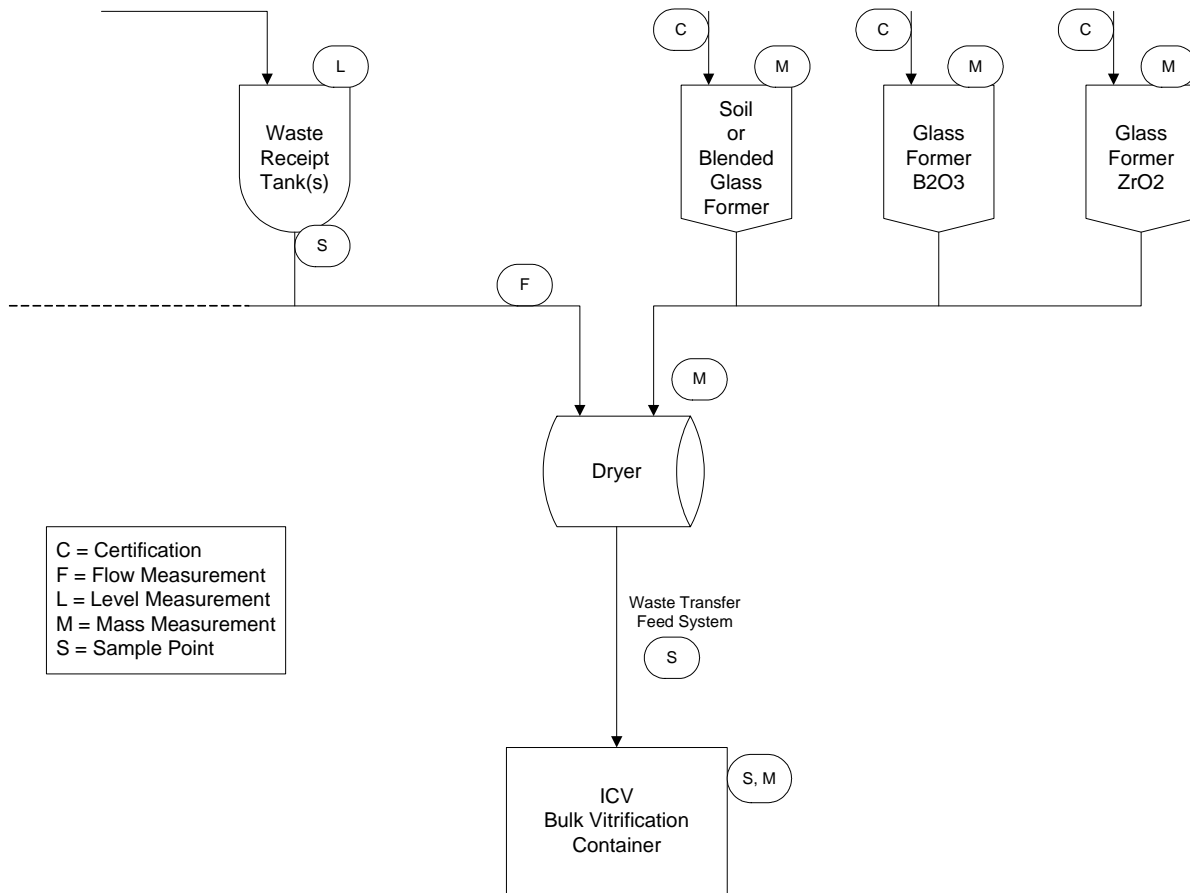 C
C
C
L
M
M
M
Waste
Receipt
Tank(s)
Soil
or
Blended
Glass
Former
Glass
Former
B2O3
Glass
Former
ZrO2
S
F
M
Dryer
C = Certification
F = Flow Measurement
L = Level Measurement
M = Mass Measurement
S = Sample Point
Waste Transfer
Feed System
S
ICV
Bulk Vitrification
Container
S, M